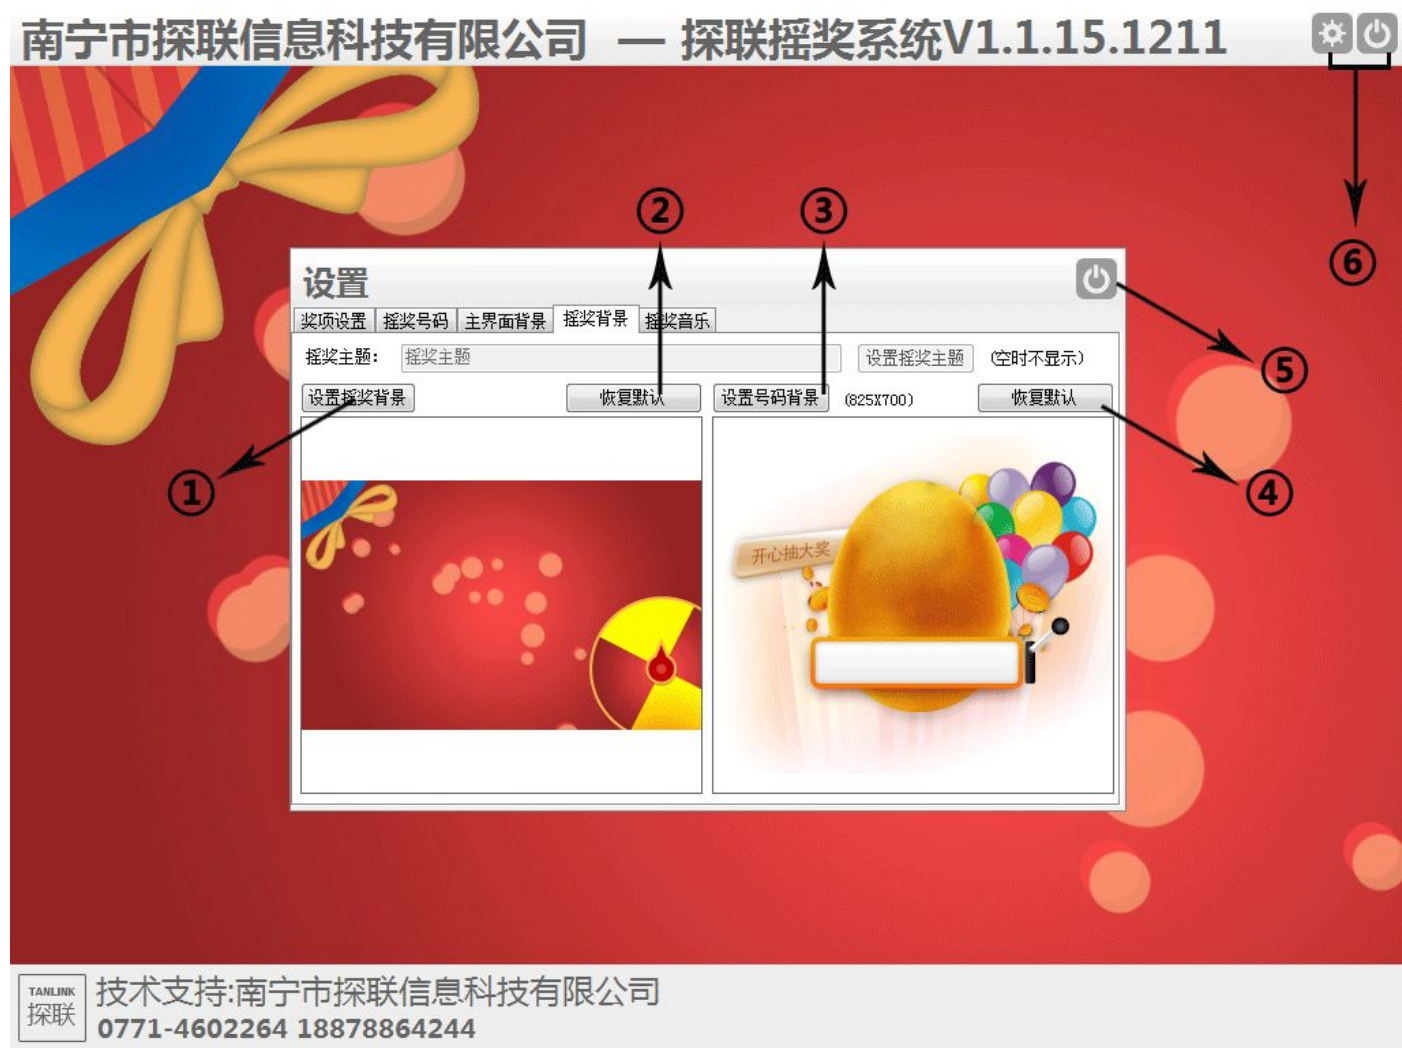 南宁市探联信息科技有限公司 — 探联摇奖系统V1.1.15.1211
② ③
⑥
设置
奖项设置 摇奖号码 主界面背景 摇奖背景 摇奖音乐
摇奖主题: 摇奖主题 设置摇奖主题 (空时不显示)
⑤
设置摇奖背景 恢复默认 设置号码背景 (825X700) 恢复默认
① ④
开心抽大奖
TANLINK
探联
技术支持:南宁市探联信息科技有限公司
0771-4602264 18878864244